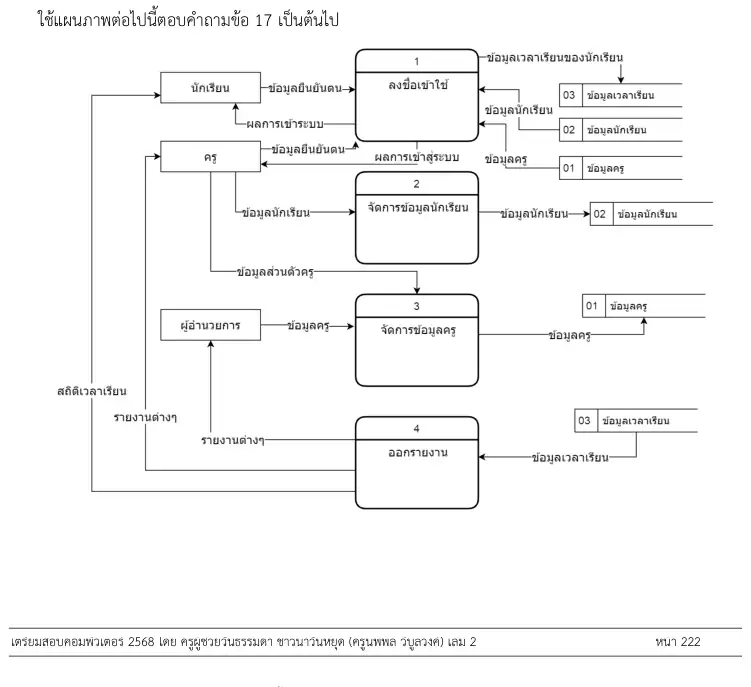 ใช้แผนภาพต่อไปนี้ตอบคำถามข้อ 17 เป็นต้นไป
1
ลงชื่อเข้าใช้
ข้อมูลเวลาเรียนของนักเรียน
นักเรียน
ข้อมูลยืนยันตน
03 ข้อมูลเวลาเรียน
ข้อมูลนักเรียน
ผลการเข้าระบบ
02 ข้อมูลนักเรียน
ครู
ข้อมูลยืนยันตน
ผลการเข้าสู่ระบบ
ข้อมูลครู
01 ข้อมูลครู
2
จัดการข้อมูลนักเรียน
ข้อมูลนักเรียน
ข้อมูลนักเรียน
02 ข้อมูลนักเรียน
ข้อมูลส่วนตัวครู
3
จัดการข้อมูลครู
01 ข้อมูลครู
ผู้อำนวยการ
ข้อมูลครู
ข้อมูลครู
สถิติเวลาเรียน
รายงานต่างๆ
รายงานต่างๆ
4
ออกรายงาน
03 ข้อมูลเวลาเรียน
ข้อมูลเวลาเรียน
เตรียมสอบคอมพิวเตอร์ 2568 โดย ครูผูชวยวันธรรมดา ชาวนาวันหยุด (ครูนพพล วิบูลวงค์) เลม 2 หนา 222